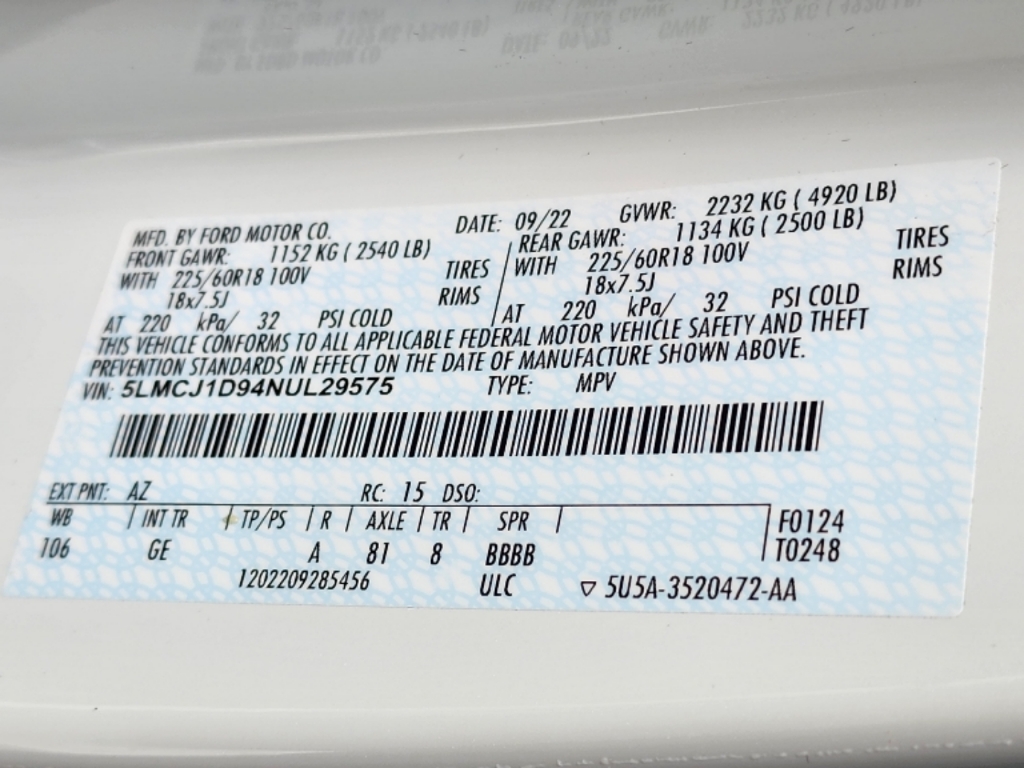 MFD. BY FORD MOTOR CO. DATE: 09/22 GVWR: 2232 KG ( 4920 LB)
FRONT GAWR: 1152 KG ( 2540 LB) REAR GAWR: 1134 KG ( 2500 LB)
WITH 225/60R18 100V TIRES WITH 225/60R18 100V TIRES
18x7.5J RIMS 18x7.5J RIMS
AT 220 kPa/ 32 PSI COLD AT 220 kPa/ 32 PSI COLD
THIS VEHICLE CONFORMS TO ALL APPLICABLE FEDERAL MOTOR VEHICLE SAFETY AND THEFT
PREVENTION STANDARDS IN EFFECT ON THE DATE OF MANUFACTURE SHOWN ABOVE.
VIN: 5LMCJ1D94NUL29575 TYPE: MPV
EXT PNT: AZ RC: 15 DSO:
WB INT TR TP/PS R AXLE TR SPR F0124
106 GE A 81 8 BBBB T0248
1202209285456 ULC ▽ 5U5A-3520472-AA